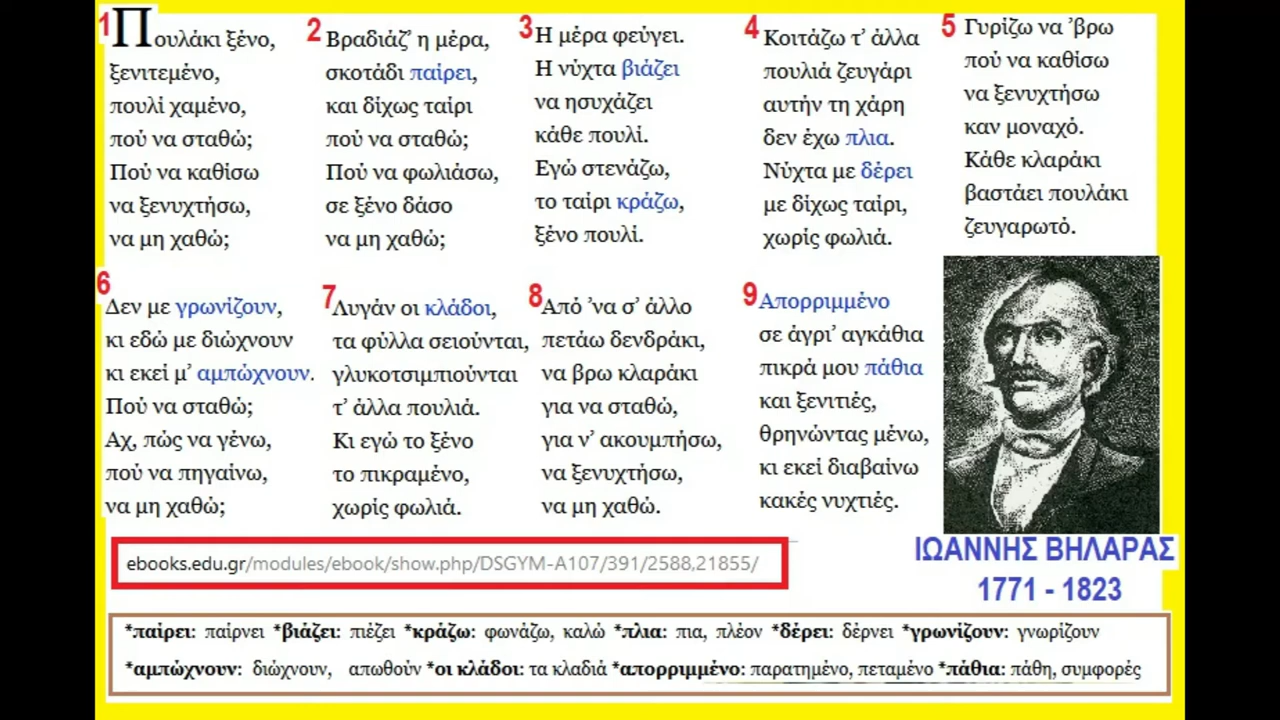 1
Πουλάκι ξένο,
ξενιτεμένο,
πουλί χαμένο,
πού να σταθώ;
Πού να καθίσω
να ξενυχτήσω,
να μη χαθώ;
2
Βραδιάζ’ η μέρα,
σκοτάδι παίρει,
και δίχως ταίρι
πού να σταθώ;
Πού να φωλιάσω,
σε ξένο δάσο
να μη χαθώ;
3
Η μέρα φεύγει.
Η νύχτα βιάζει
να ησυχάζει
κάθε πουλί.
Εγώ στενάζω,
το ταίρι κράζω,
ξένο πουλί.
4
Κοιτάζω τ’ άλλα
πουλιά ζευγάρι
αυτήν τη χάρη
δεν έχω πλια.
Νύχτα με δέρει
με δίχως ταίρι,
χωρίς φωλιά.
5
Γυρίζω να ’βρω
πού να καθίσω
να ξενυχτήσω
καν μοναχό.
Κάθε κλαράκι
βαστάει πουλάκι
ζευγαρωτό.
6
Δεν με γρωνίζουν,
κι εδώ με διώχνουν
κι εκεί μ’ αμπώχνουν.
Πού να σταθώ;
Αχ, πώς να γένω,
πού να πηγαίνω,
να μη χαθώ;
7
Λυγάν οι κλάδοι,
τα φύλλα σειούνται,
γλυκοτσιμπιούνται
τ’ άλλα πουλιά.
Κι εγώ το ξένο
το πικραμένο,
χωρίς φωλιά.
8
Από ’να σ’ άλλο
πετάω δενδράκι,
να βρω κλαράκι
για να σταθώ,
για ν’ ακουμπήσω,
να ξενυχτήσω,
να μη χαθώ.
9
Απορριμμένο
σε άγρι’ αγκάθια
πικρά μου πάθια
και ξενιτιές,
θρηνώντας μένω,
κι εκεί διαβαίνω
κακές νυχτιές.
ΙΩΑΝΝΗΣ ΒΗΛΑΡΑΣ
1771 - 1823
ebooks.edu.gr/modules/ebook/show.php/DSGYM-A107/391/2588,21855/
*παίρει: παίρνει *βιάζει: πιέζει *κράζω: φωνάζω, καλώ *πλια: πια, πλέον *δέρει: δέρνει *γρωνίζουν: γνωρίζουν
*αμπώχνουν: διώχνουν, απωθούν *οι κλάδοι: τα κλαδιά *απορριμμένο: παρατημένο, πεταμένο *πάθια: πάθη, συμφορές